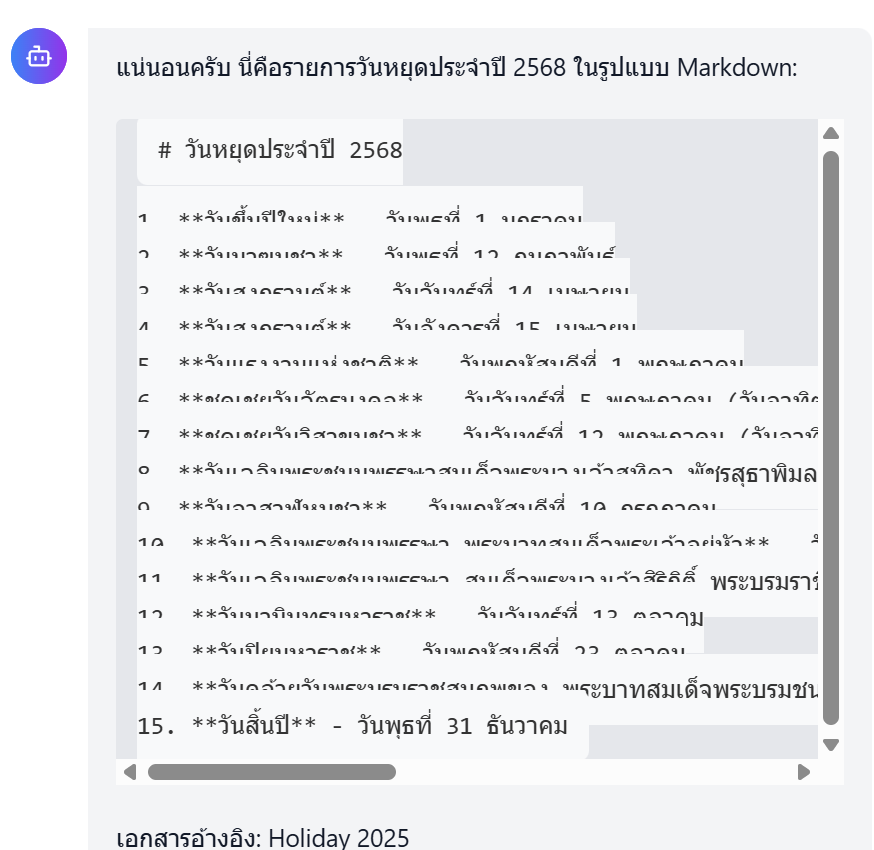 แน่นอนครับ นี่คือรายการวันหยุดประจำปี 2568 ในรูปแบบ Markdown:
# วันหยุดประจำปี 2568
1. **วันขึ้นปีใหม่** - วันพุธที่ 1 มกราคม
2. **วันมาฆบูชา** - วันพุธที่ 12 กุมภาพันธ์
3. **วันสงกรานต์** - วันจันทร์ที่ 14 เมษายน
4. **วันสงกรานต์** - วันอังคารที่ 15 เมษายน
5. **วันแรงงานแห่งชาติ** - วันพฤหัสบดีที่ 1 พฤษภาคม
6. **ชดเชยวันฉัตรมงคล** - วันจันทร์ที่ 5 พฤษภาคม (วันอาทิต
7. **ชดเชยวันวิสาขบูชา** - วันจันทร์ที่ 12 พฤษภาคม (วันอาทิ
8. **วันเฉลิมพระชนมพรรษาสมเด็จพระนางเจ้าสุทิดา พัชรสุธาพิมล
9. **วันอาสาฬหบูชา** - วันพฤหัสบดีที่ 10 กรกฎาคม
10. **วันเฉลิมพระชนมพรรษา พระบาทสมเด็จพระเจ้าอยู่หัว** -
11. **วันเฉลิมพระชนมพรรษา สมเด็จพระนางเจ้าสิริกิติ์ พระบรมราช
12. **วันนวมินทรมหาราช** - วันจันทร์ที่ 13 ตุลาคม
13. **วันปิยมหาราช** - วันพฤหัสบดีที่ 23 ตุลาคม
14. **วันคล้ายวันพระบรมราชสมภพของ พระบาทสมเด็จพระบรมชน
15. **วันสิ้นปี** - วันพุธที่ 31 ธันวาคม
เอกสารอ้างอิง: Holiday 2025